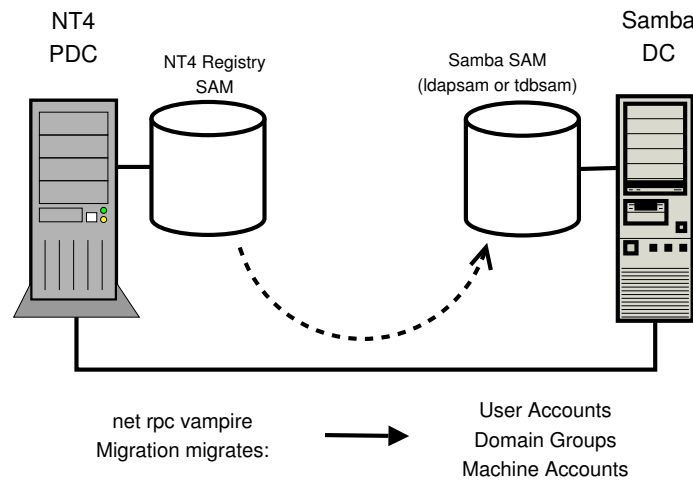 NT4
PDC
NT4 Registry
SAM
Samba SAM
(ldapsam or tdbsam)
Samba
DC
net rpc vampire
Migration migrates:
User Accounts
Domain Groups
Machine Accounts